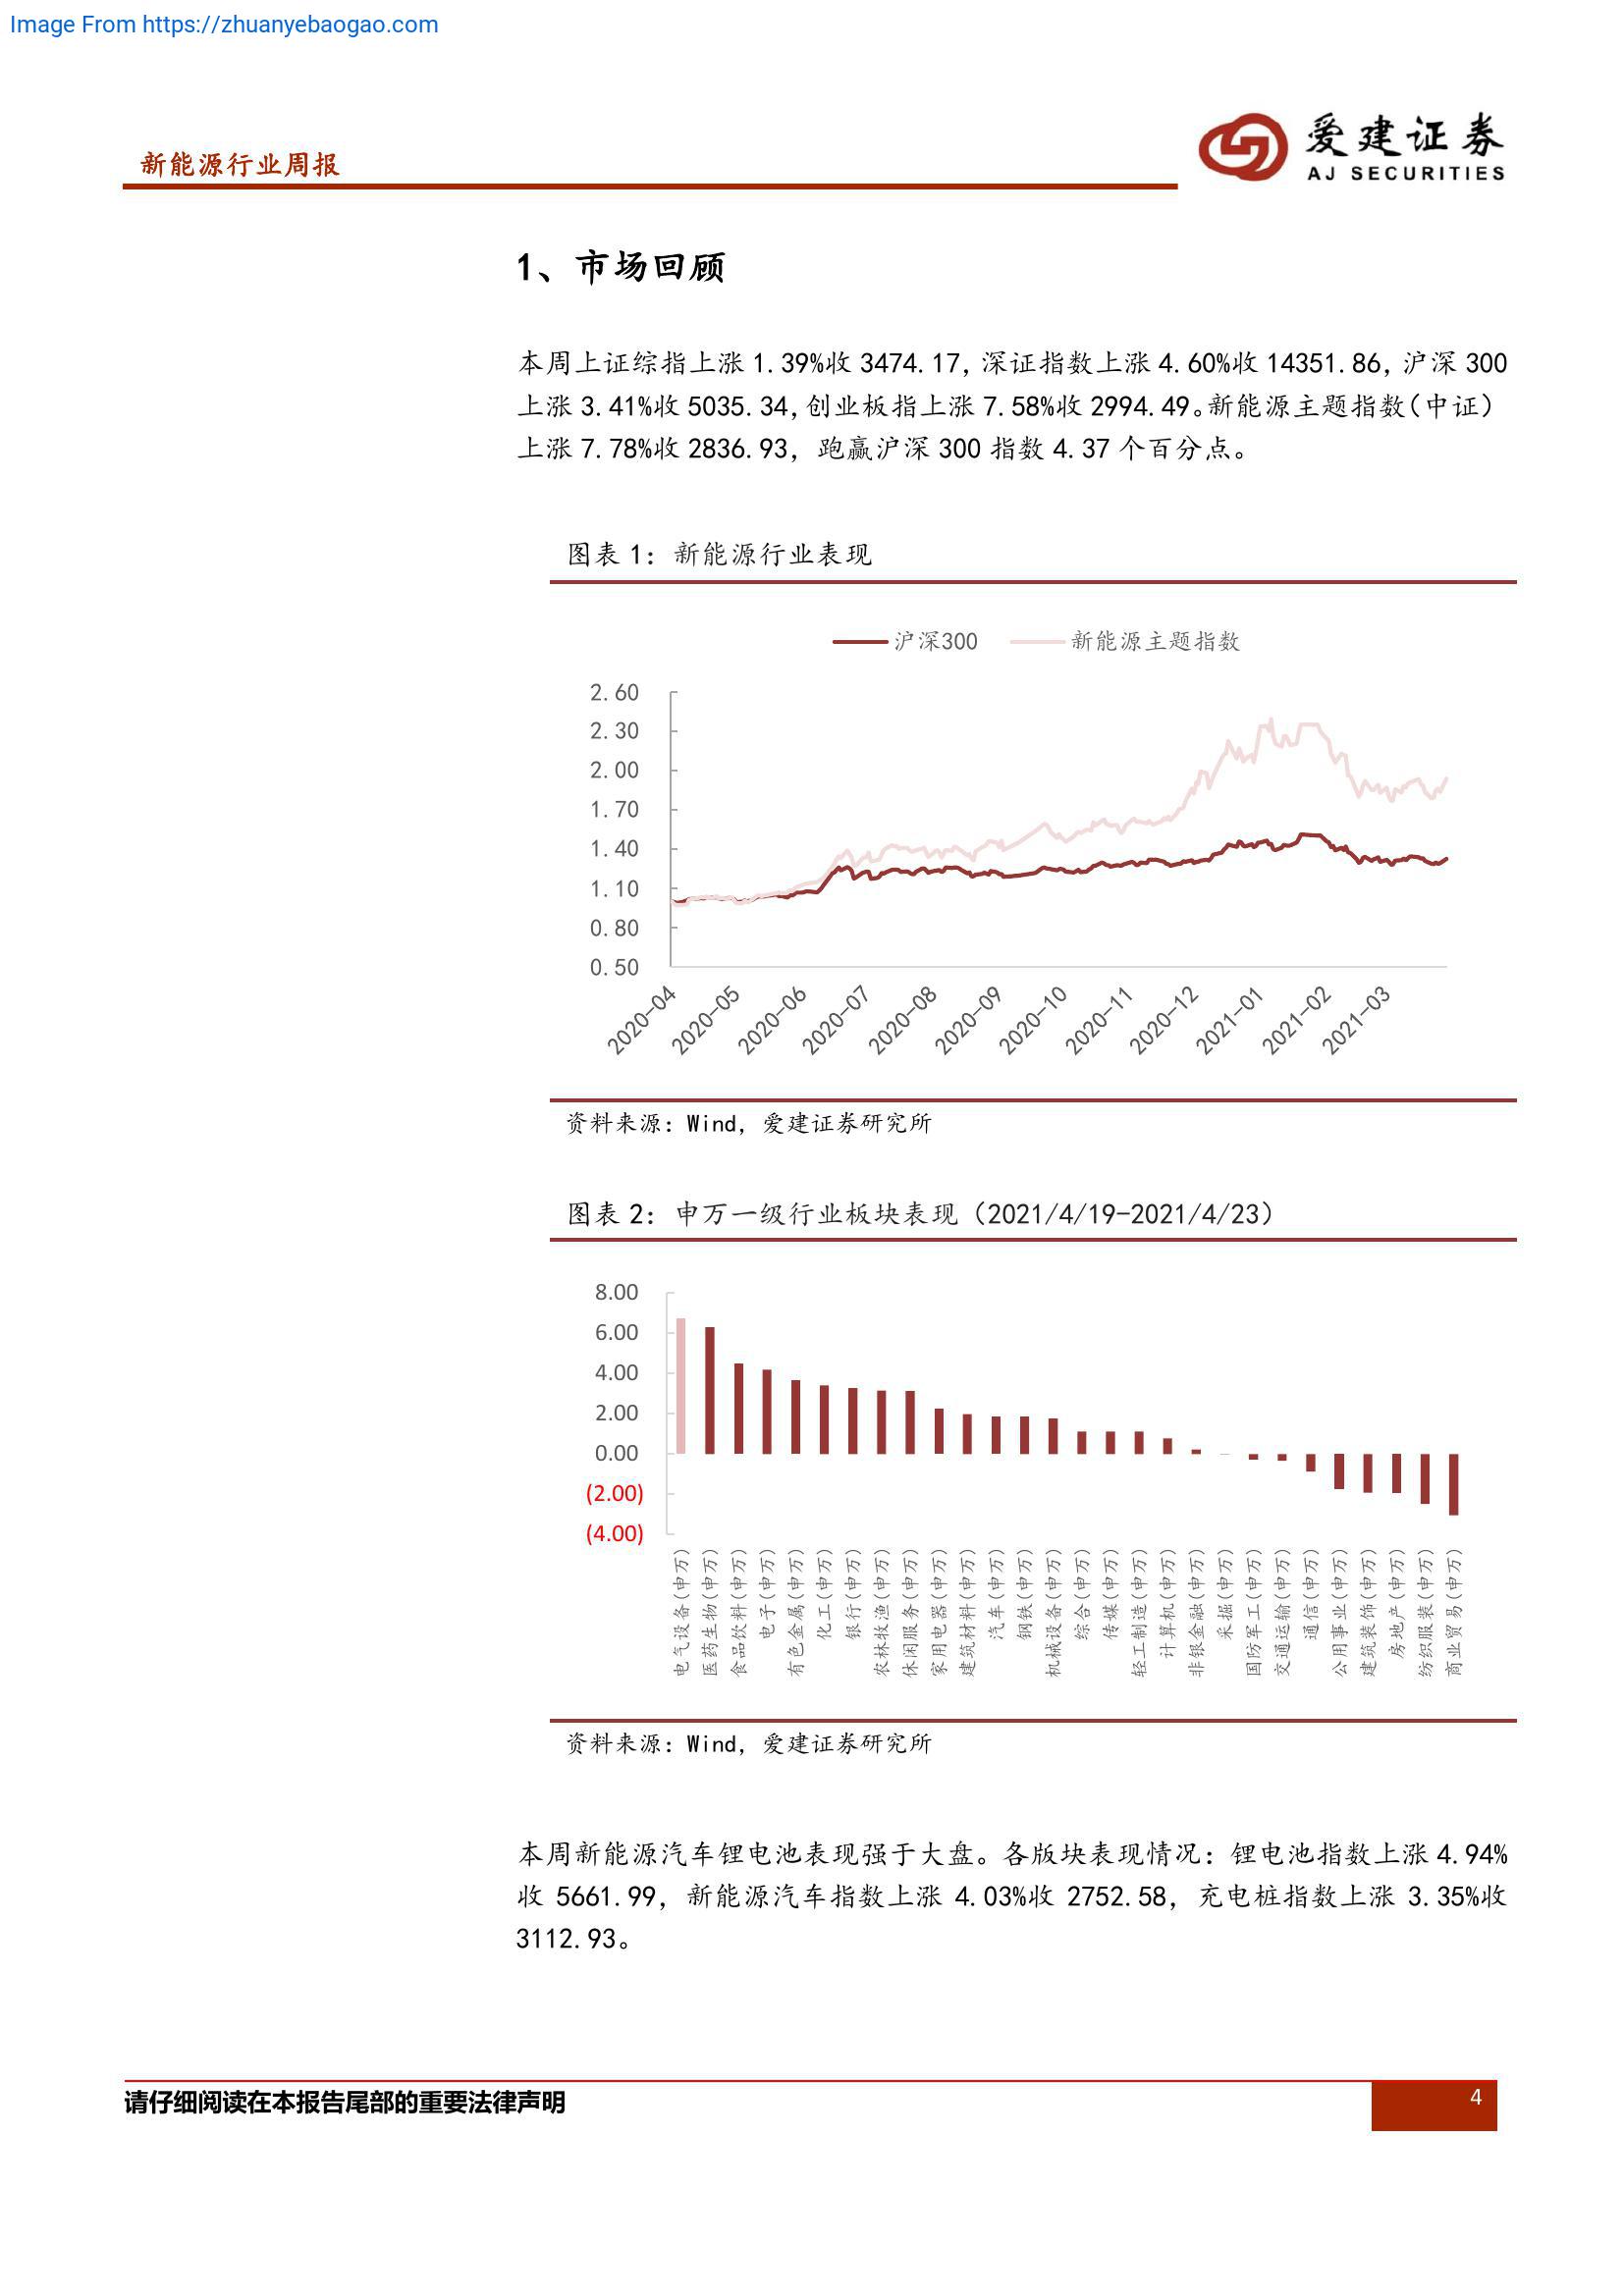 Image From https://zhuanyebaogao.com
新能源行业周报
爱建证券
AJ SECURITIES
1、市场回顾
本周上证综指上涨 1.39%收 3474.17，深证指数上涨 4.60%收 14351.86，沪深 300
上涨 3.41%收 5035.34，创业板指上涨 7.58%收 2994.49。新能源主题指数（中证）
上涨 7.78%收 2836.93，跑赢沪深 300 指数 4.37 个百分点。
图表 1：新能源行业表现
沪深300 新能源主题指数
2.60
2.30
2.00
1.70
1.40
1.10
0.80
0.50
2020-04 2020-05 2020-06 2020-07 2020-08 2020-09 2020-10 2020-11 2020-12 2021-01 2021-02 2021-03
资料来源：Wind，爱建证券研究所
图表 2：申万一级行业板块表现（2021/4/19-2021/4/23）
8.00
6.00
4.00
2.00
0.00
(2.00)
(4.00)
电气设备(申万)
医药生物(申万)
食品饮料(申万)
电子(申万)
有色金属(申万)
化工(申万)
银行(申万)
农林牧渔(申万)
休闲服务(申万)
家用电器(申万)
建筑材料(申万)
汽车(申万)
钢铁(申万)
机械设备(申万)
综合(申万)
传媒(申万)
轻工制造(申万)
计算机(申万)
非银金融(申万)
采掘(申万)
国防军工(申万)
交通运输(申万)
通信(申万)
公用事业(申万)
建筑装饰(申万)
房地产(申万)
纺织服装(申万)
商业贸易(申万)
资料来源：Wind，爱建证券研究所
本周新能源汽车锂电池表现强于大盘。各版块表现情况：锂电池指数上涨 4.94%
收 5661.99，新能源汽车指数上涨 4.03%收 2752.58，充电桩指数上涨 3.35%收
3112.93。
请仔细阅读在本报告尾部的重要法律声明
4